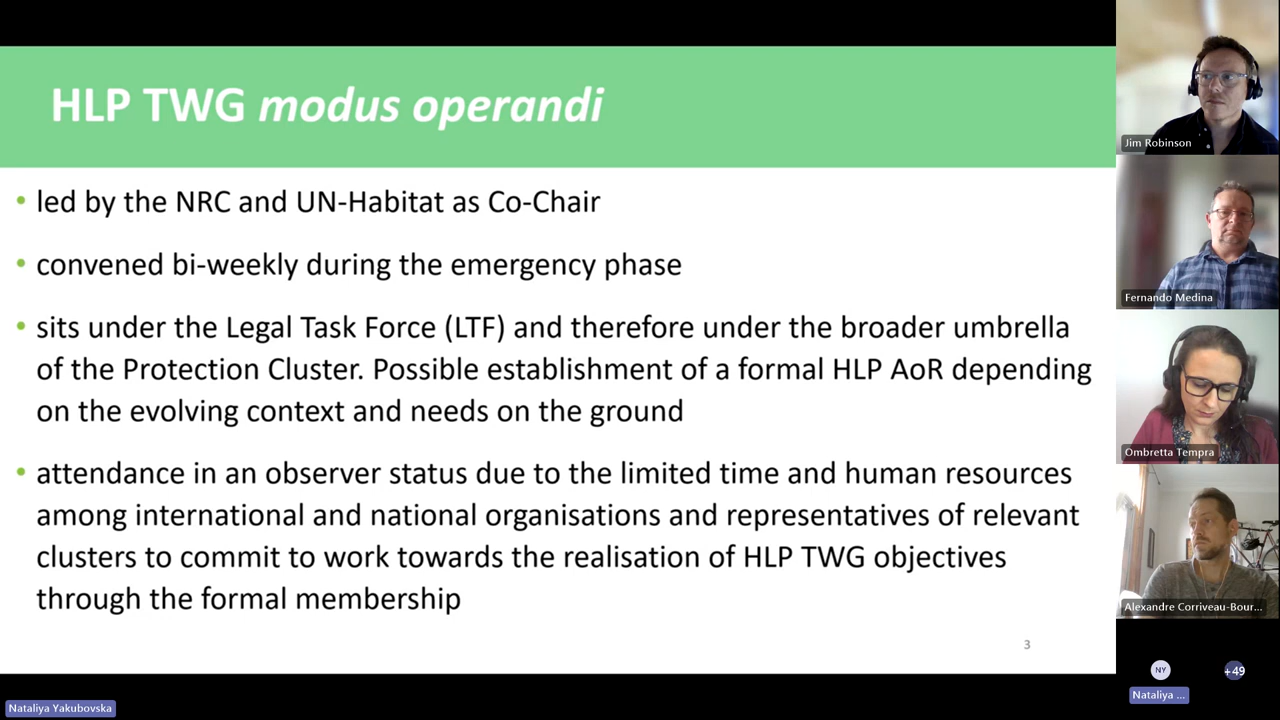 HLP TWG modus operandi
• led by the NRC and UN-Habitat as Co-Chair
• convened bi-weekly during the emergency phase
• sits under the Legal Task Force (LTF) and therefore under the broader umbrella
of the Protection Cluster. Possible establishment of a formal HLP AoR depending
on the evolving context and needs on the ground
• attendance in an observer status due to the limited time and human resources
among international and national organisations and representatives of relevant
clusters to commit to work towards the realisation of HLP TWG objectives
through the formal membership
3
Nataliya Yakubovska
Jim Robinson
Fernando Medina
Ombretta Tempra
Alexandre Corriveau-Bour...
NY
+49
Nataliya ...